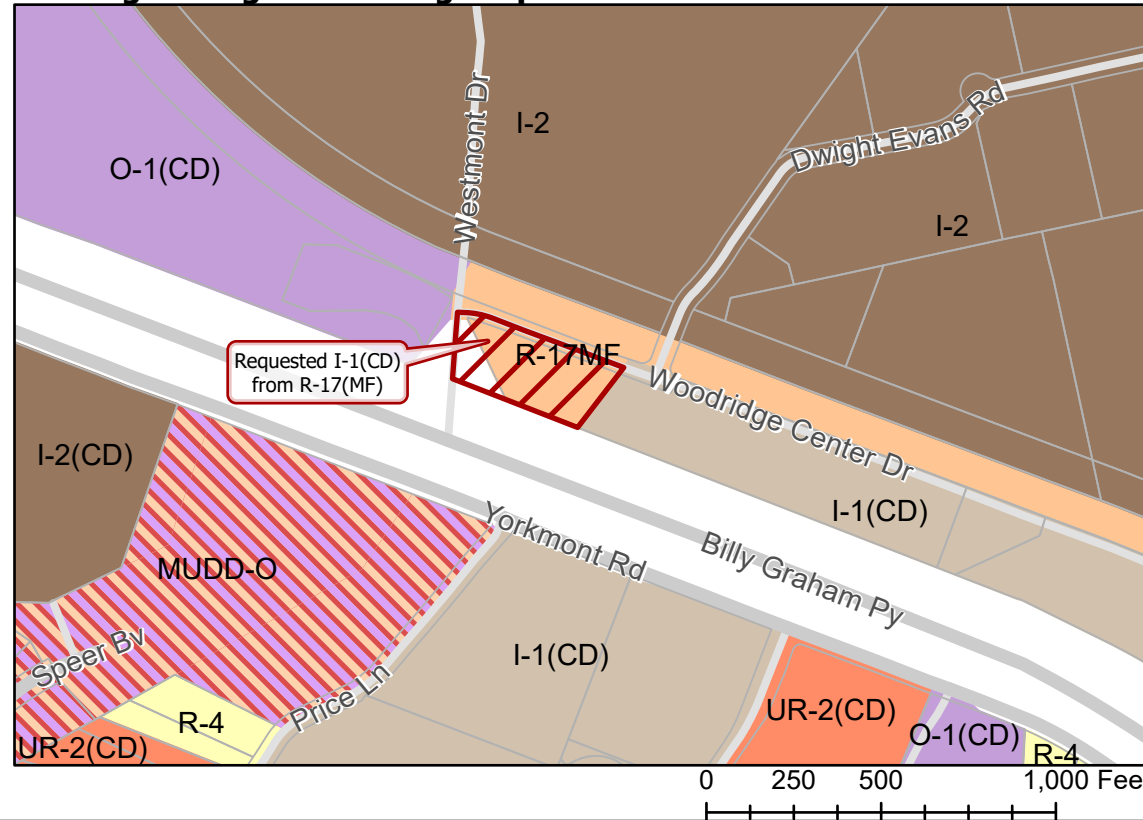 Westmont Dr
I-2
Dwight Evans Rd
O-1(CD)
I-2
Requested I-1(CD)
from R-17(MF)
R-17MF
Woodridge Center Dr
I-2(CD)
I-1(CD)
Yorkmont Rd
Billy Graham Py
MUDD-O
I-1(CD)
Speer Bv
Price Ln
R-4
UR-2(CD)
UR-2(CD)
O-1(CD)
R-4
0 250 500 1,000 Fee